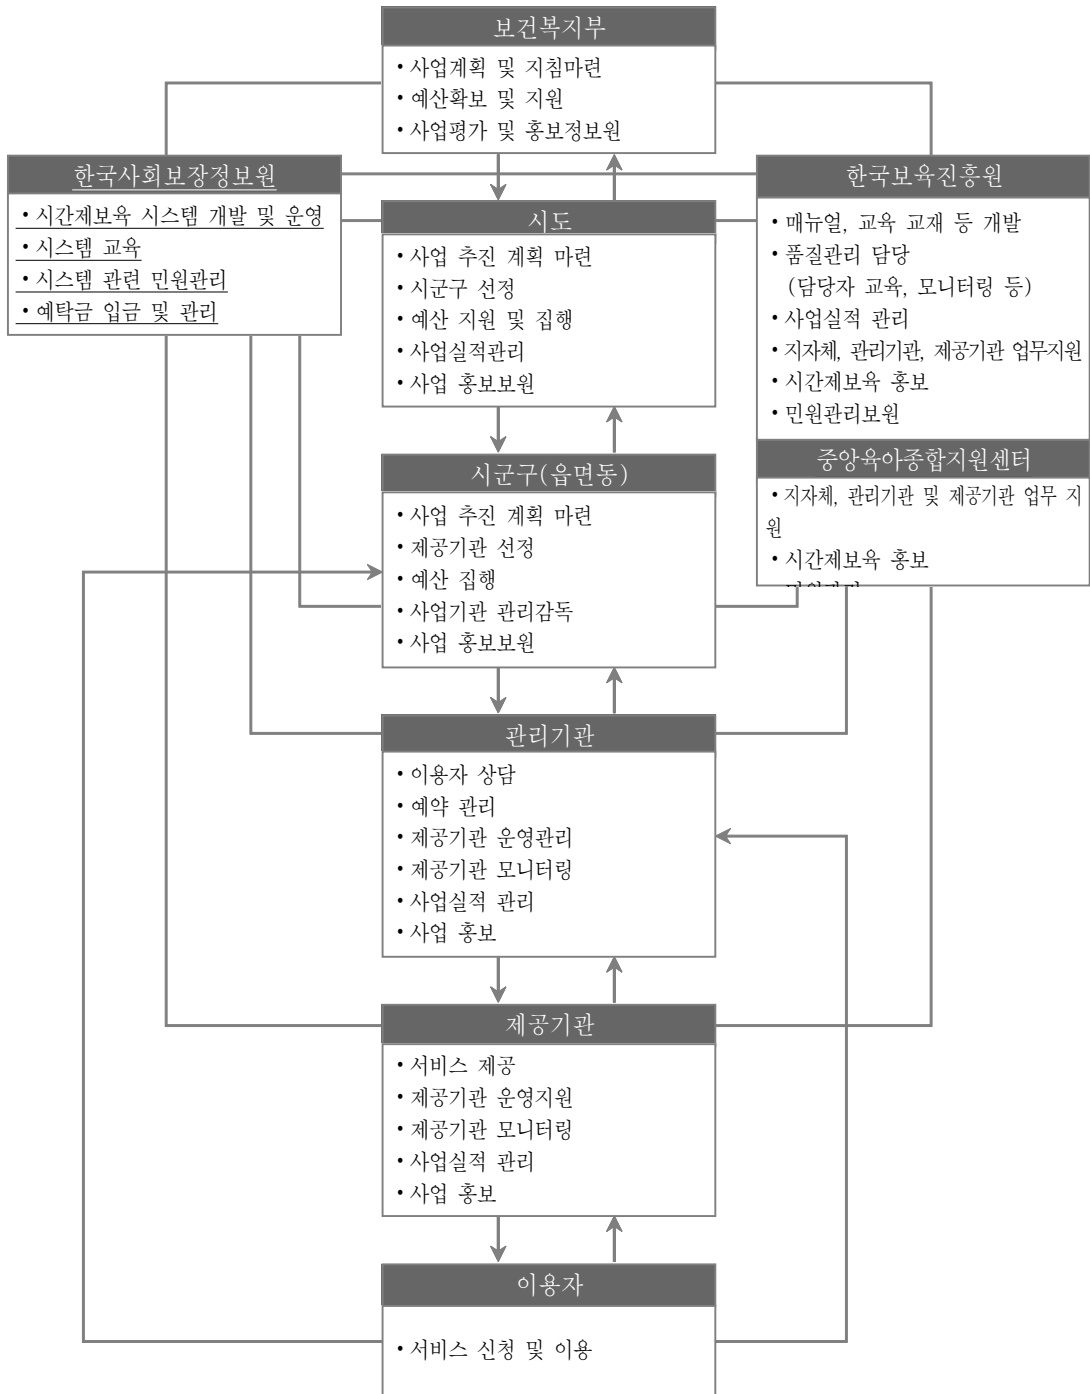 보건복지부
• 사업계획 및 지침마련
• 예산확보 및 지원
• 사업평가 및 홍보정보원
한국사회보장정보원
• 시간제보육 시스템 개발 및 운영
• 시스템 교육
• 시스템 관련 민원관리
• 예탁금 입금 및 관리
한국보육진흥원
• 매뉴얼, 교육 교재 등 개발
• 품질관리 담당
(담당자 교육, 모니터링 등)
• 사업실적 관리
• 지자체, 관리기관, 제공기관 업무지원
• 시간제보육 홍보
• 민원관리보원
중앙육아종합지원센터
• 지자체, 관리기관 및 제공기관 업무 지
원
• 시간제보육 홍보
시도
• 사업 추진 계획 마련
• 시군구 선정
• 예산 지원 및 집행
• 사업실적관리
• 사업 홍보보원
시군구(읍면동)
• 사업 추진 계획 마련
• 제공기관 선정
• 예산 집행
• 사업기관 관리감독
• 사업 홍보보원
관리기관
• 이용자 상담
• 예약 관리
• 제공기관 운영관리
• 제공기관 모니터링
• 사업실적 관리
• 사업 홍보
제공기관
• 서비스 제공
• 제공기관 운영지원
• 제공기관 모니터링
• 사업실적 관리
• 사업 홍보
이용자
• 서비스 신청 및 이용